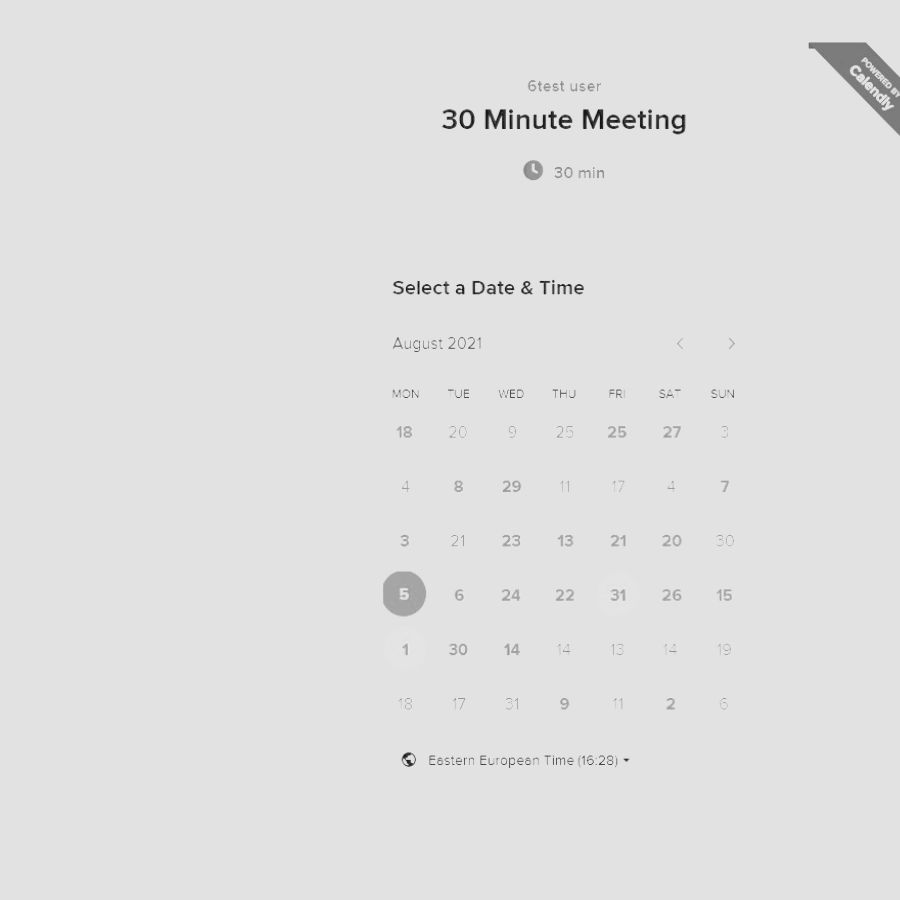 6test user
30 Minute Meeting
30 min
POWERED BY
Calendly
Select a Date & Time
August 2021
MON TUE WED THU FRI SAT SUN
18 20 9 25 25 27 3
4 8 29 11 17 4 7
3 21 23 13 21 20 30
5 6 24 22 31 26 15
1 30 14 14 13 14 19
18 17 31 9 11 2 6
Eastern European Time (16:28)